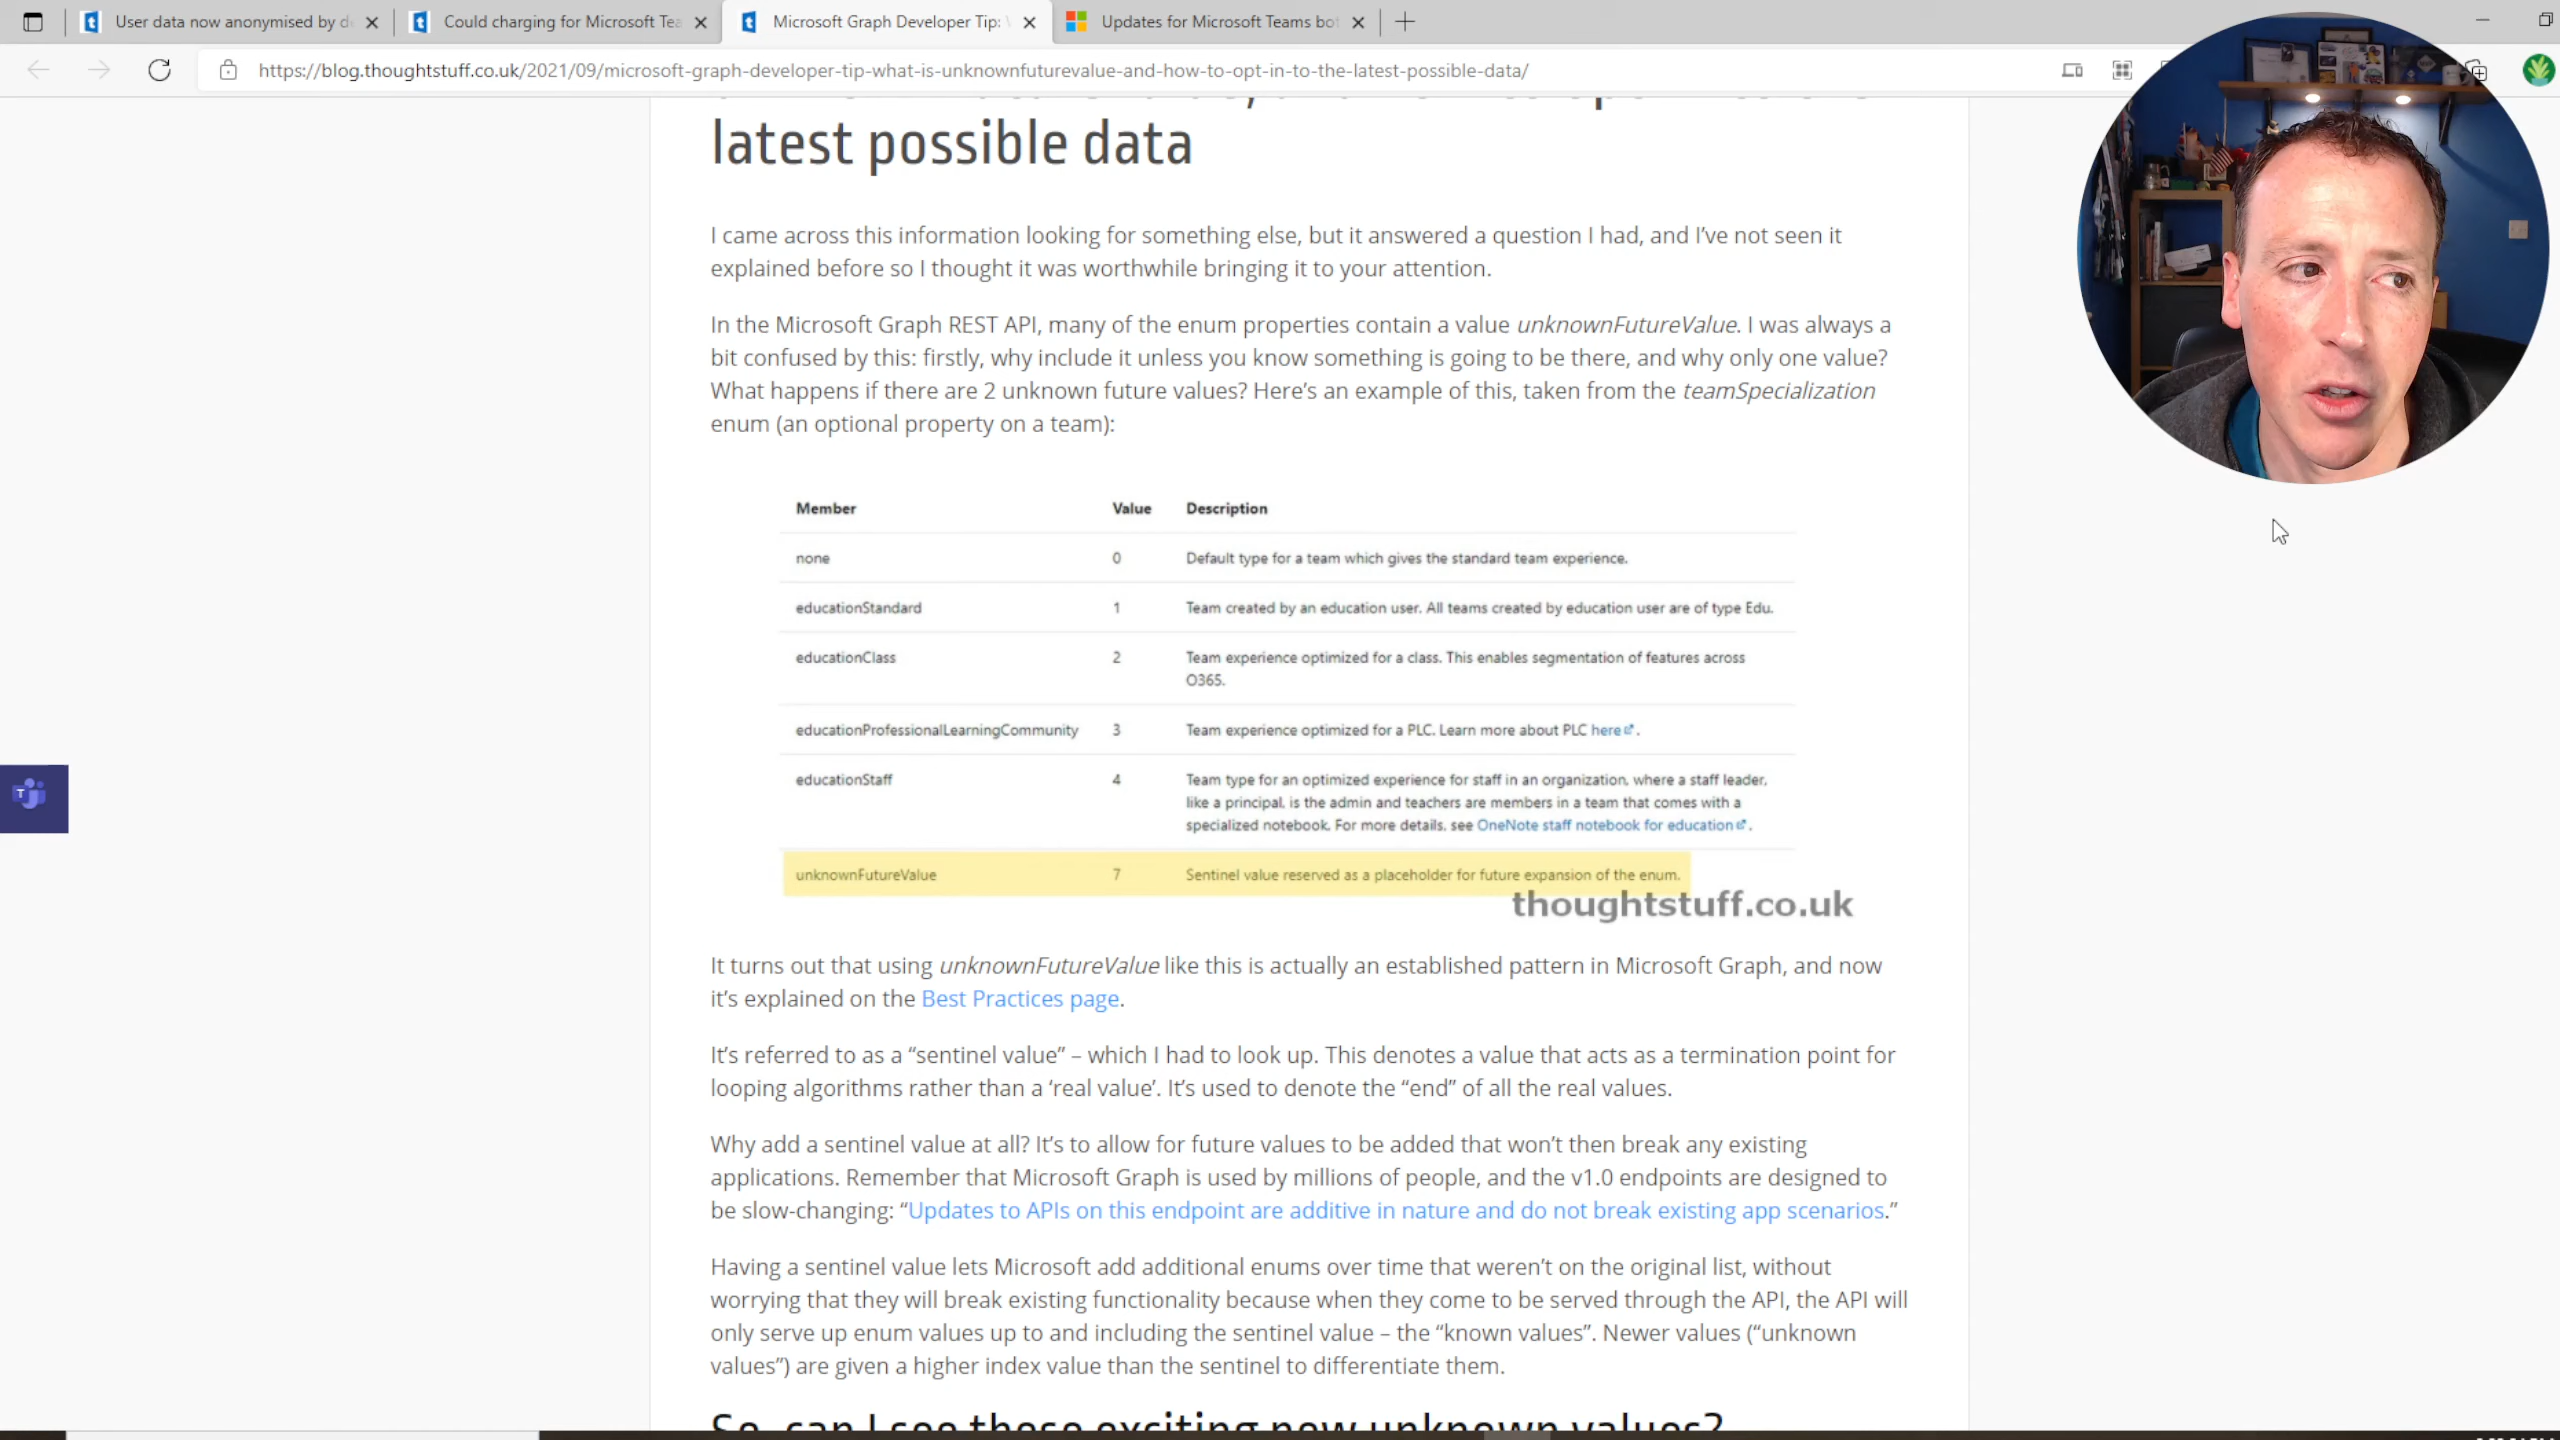 User data now anonymised by de
Could charging for Microsoft Tea
Microsoft Graph Developer Tip:
Updates for Microsoft Teams bot
https://blog.thoughtstuff.co.uk/2021/09/microsoft-graph-developer-tip-what-is-unknownfuturevalue-and-how-to-opt-in-to-the-latest-possible-data/
latest possible data
I came across this information looking for something else, but it answered a question I had, and I’ve not seen it
explained before so I thought it was worthwhile bringing it to your attention.
In the Microsoft Graph REST API, many of the enum properties contain a value unknownFutureValue. I was always a
bit confused by this: firstly, why include it unless you know something is going to be there, and why only one value?
What happens if there are 2 unknown future values? Here’s an example of this, taken from the teamSpecialization
enum (an optional property on a team):
Member Value Description
none 0 Default type for a team which gives the standard team experience.
educationStandard 1 Team created by an education user. All teams created by education user are of type Edu.
educationClass 2 Team experience optimized for a class. This enables segmentation of features across
O365.
educationProfessionalLearningCommunity 3 Team experience optimized for a PLC. Learn more about PLC here.
educationStaff 4 Team type for an optimized experience for staff in an organization, where a staff leader,
like a principal, is the admin and teachers are members in a team that comes with a
specialized notebook. For more details, see OneNote staff notebook for education.
unknownFutureValue 7 Sentinel value reserved as a placeholder for future expansion of the enum.
thoughtstuff.co.uk
It turns out that using unknownFutureValue like this is actually an established pattern in Microsoft Graph, and now
it’s explained on the Best Practices page.
It’s referred to as a “sentinel value” – which I had to look up. This denotes a value that acts as a termination point for
looping algorithms rather than a ‘real value’. It’s used to denote the “end” of all the real values.
Why add a sentinel value at all? It’s to allow for future values to be added that won’t then break any existing
applications. Remember that Microsoft Graph is used by millions of people, and the v1.0 endpoints are designed to
be slow-changing: “Updates to APIs on this endpoint are additive in nature and do not break existing app scenarios.”
Having a sentinel value lets Microsoft add additional enums over time that weren’t on the original list, without
worrying that they will break existing functionality because when they come to be served through the API, the API will
only serve up enum values up to and including the sentinel value – the “known values”. Newer values (“unknown
values”) are given a higher index value than the sentinel to differentiate them.
So, can I see these exciting new unknown values?